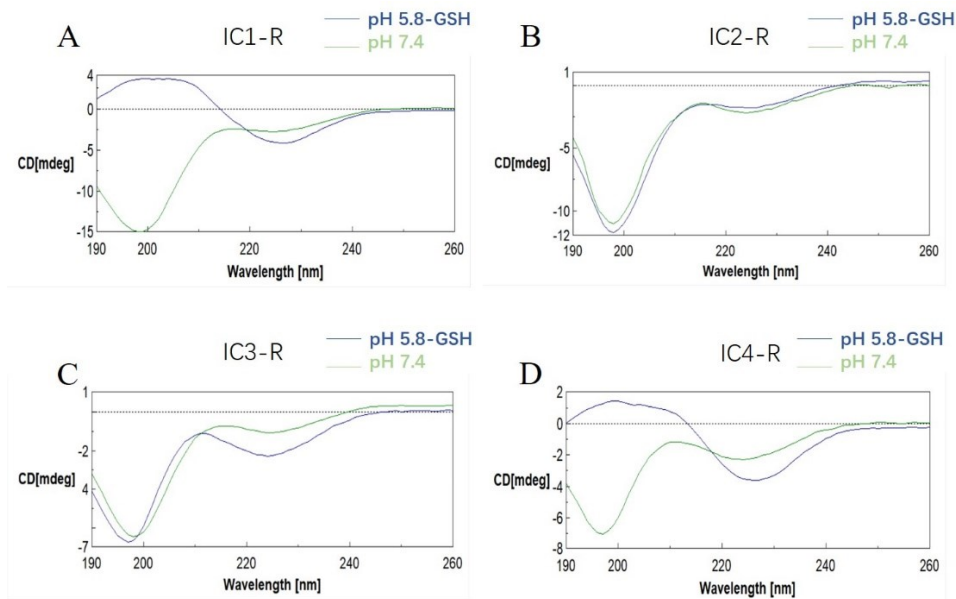 A
IC1-R
pH 5.8-GSH
pH 7.4
4
0
-5
-10
-15
CD[mdeg]
190 200 220 240 260
Wavelength [nm]
B
IC2-R
pH 5.8-GSH
pH 7.4
1
-5
-10
-12
CD[mdeg]
190 200 220 240 260
Wavelength [nm]
C
IC3-R
pH 5.8-GSH
pH 7.4
1
-2
4
-7
CD[mdeg]
190 200 220 240 260
Wavelength [nm]
D
IC4-R
pH 5.8-GSH
pH 7.4
2
0
-2
-4
-6
-8
CD[mdeg]
190 200 220 240 260
Wavelength [nm]